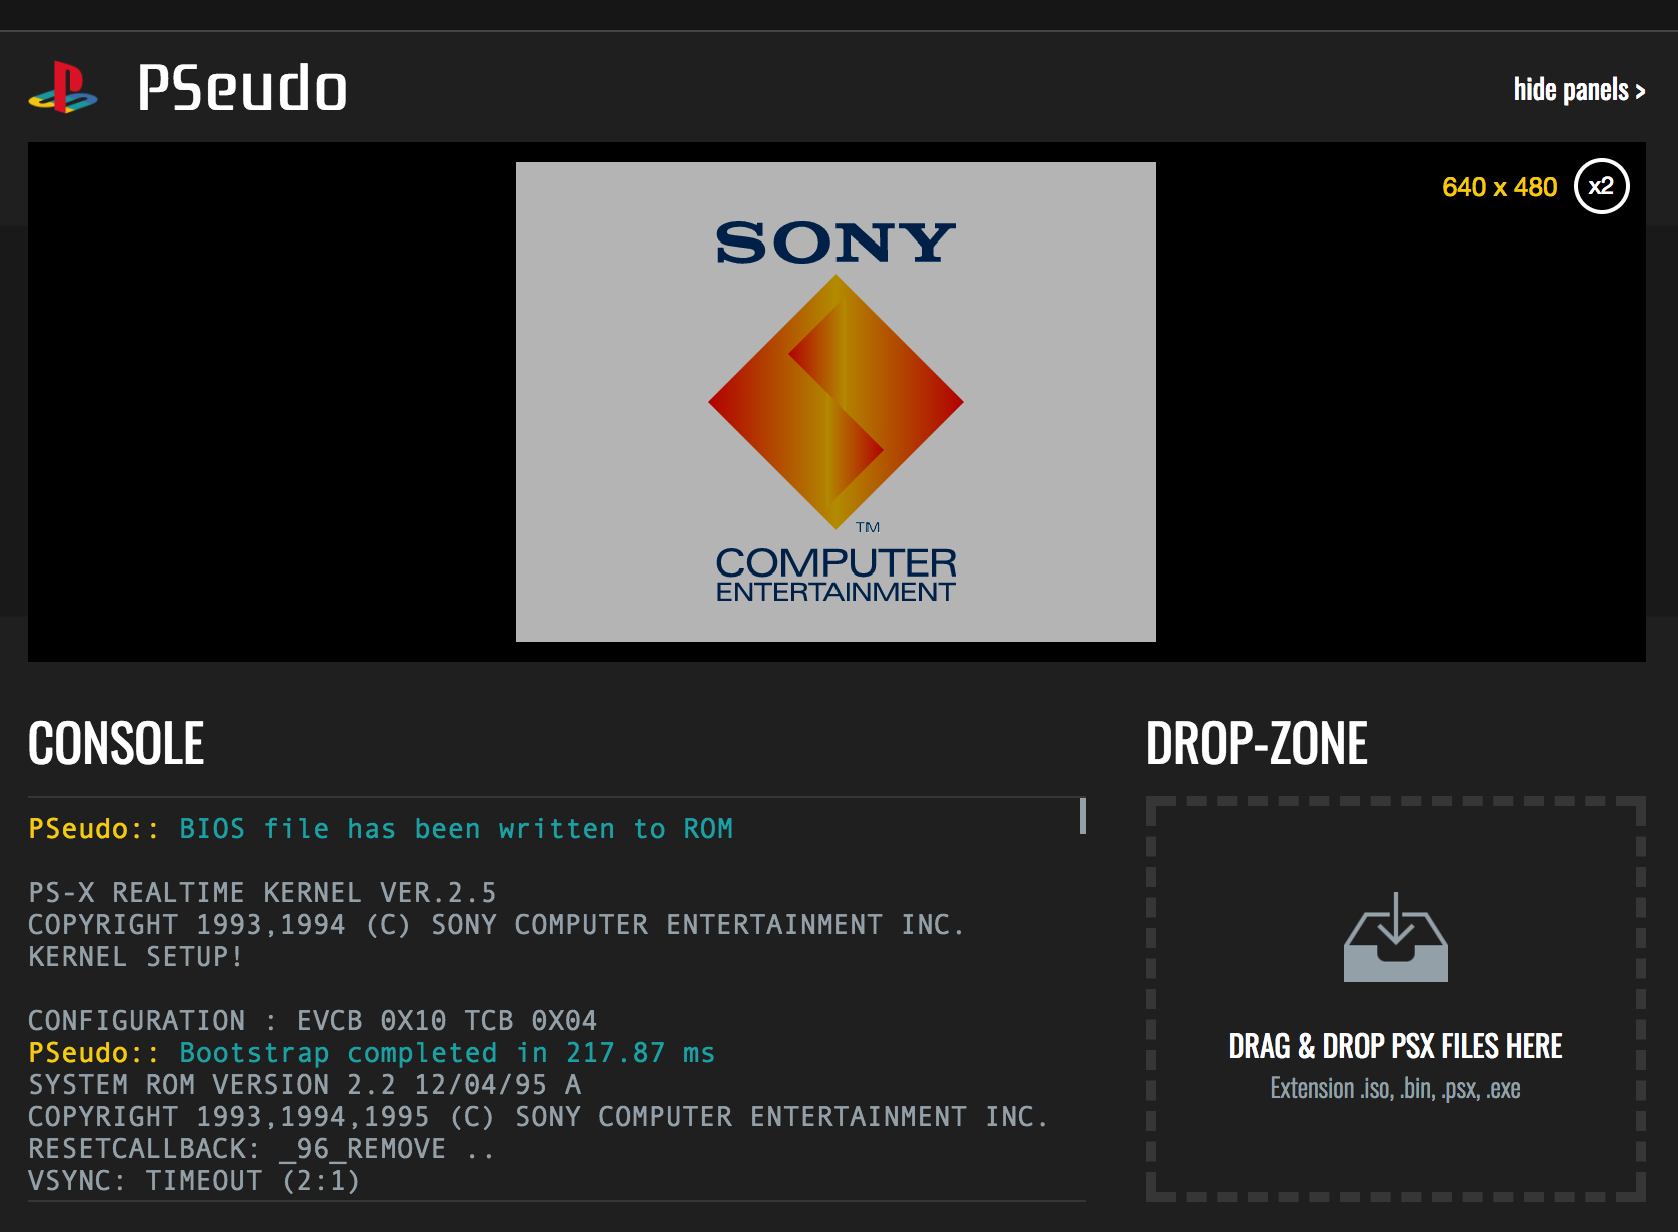 PSeudo
hide panels >
640 x 480 x2
SONY
TM
COMPUTER
ENTERTAINMENT
CONSOLE
PSeudo:: BIOS file has been written to ROM
PS-X REALTIME KERNEL VER.2.5
COPYRIGHT 1993,1994 (C) SONY COMPUTER ENTERTAINMENT INC.
KERNEL SETUP!
CONFIGURATION : EVCB 0X10 TCB 0X04
PSeudo:: Bootstrap completed in 217.87 ms
SYSTEM ROM VERSION 2.2 12/04/95 A
COPYRIGHT 1993,1994,1995 (C) SONY COMPUTER ENTERTAINMENT INC.
RESETCALLBACK: _96_REMOVE ..
VSYNC: TIMEOUT (2:1)
DROP-ZONE
DRAG & DROP PSX FILES HERE
Extension .iso, .bin, .psx, .exe